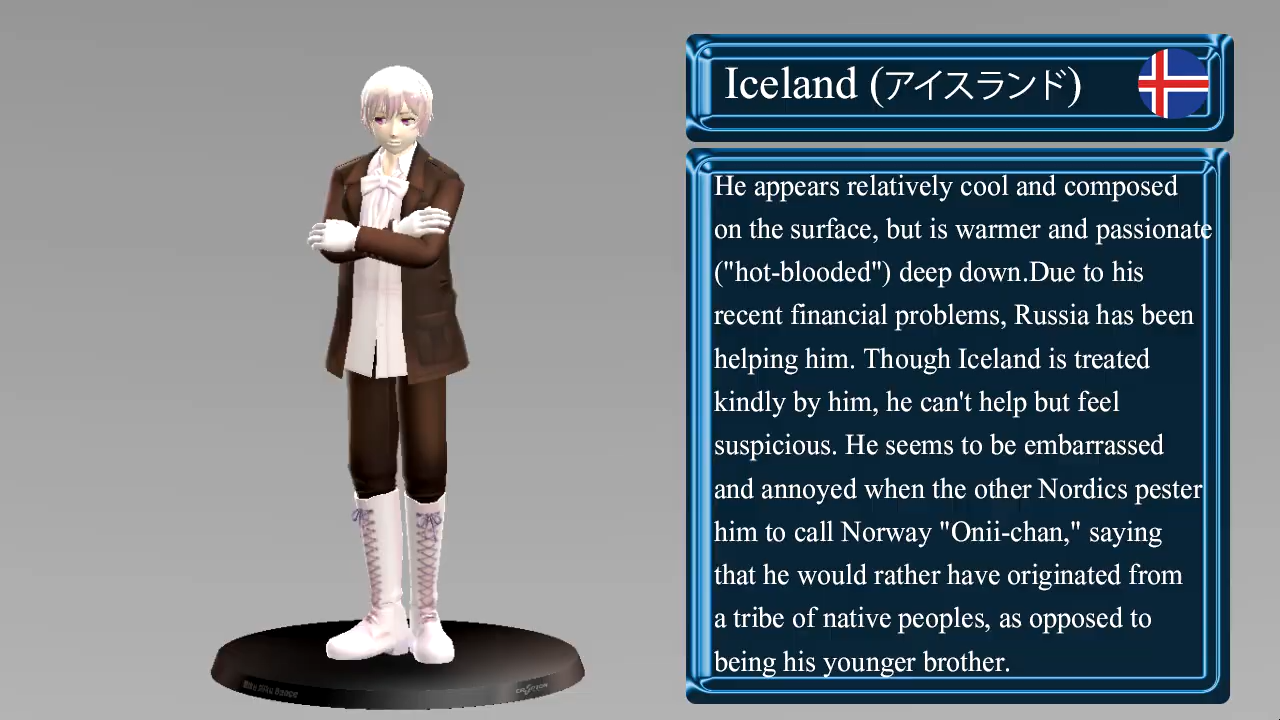 Iceland (アイスランド)
He appears relatively cool and composed
on the surface, but is warmer and passionate
("hot-blooded") deep down.Due to his
recent financial problems, Russia has been
helping him. Though Iceland is treated
kindly by him, he can't help but feel
suspicious. He seems to be embarrassed
and annoyed when the other Nordics pester
him to call Norway "Onii-chan," saying
that he would rather have originated from
a tribe of native peoples, as opposed to
being his younger brother.